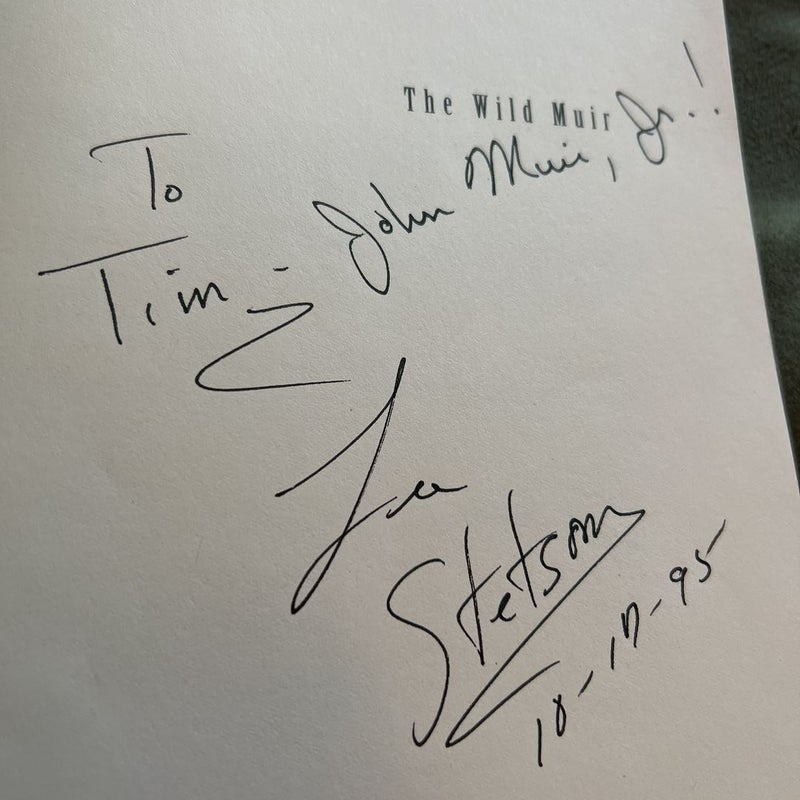 The Wild Muir
To
Tim - John Muir, Jr.!
Lee
Stetson
10-17-95